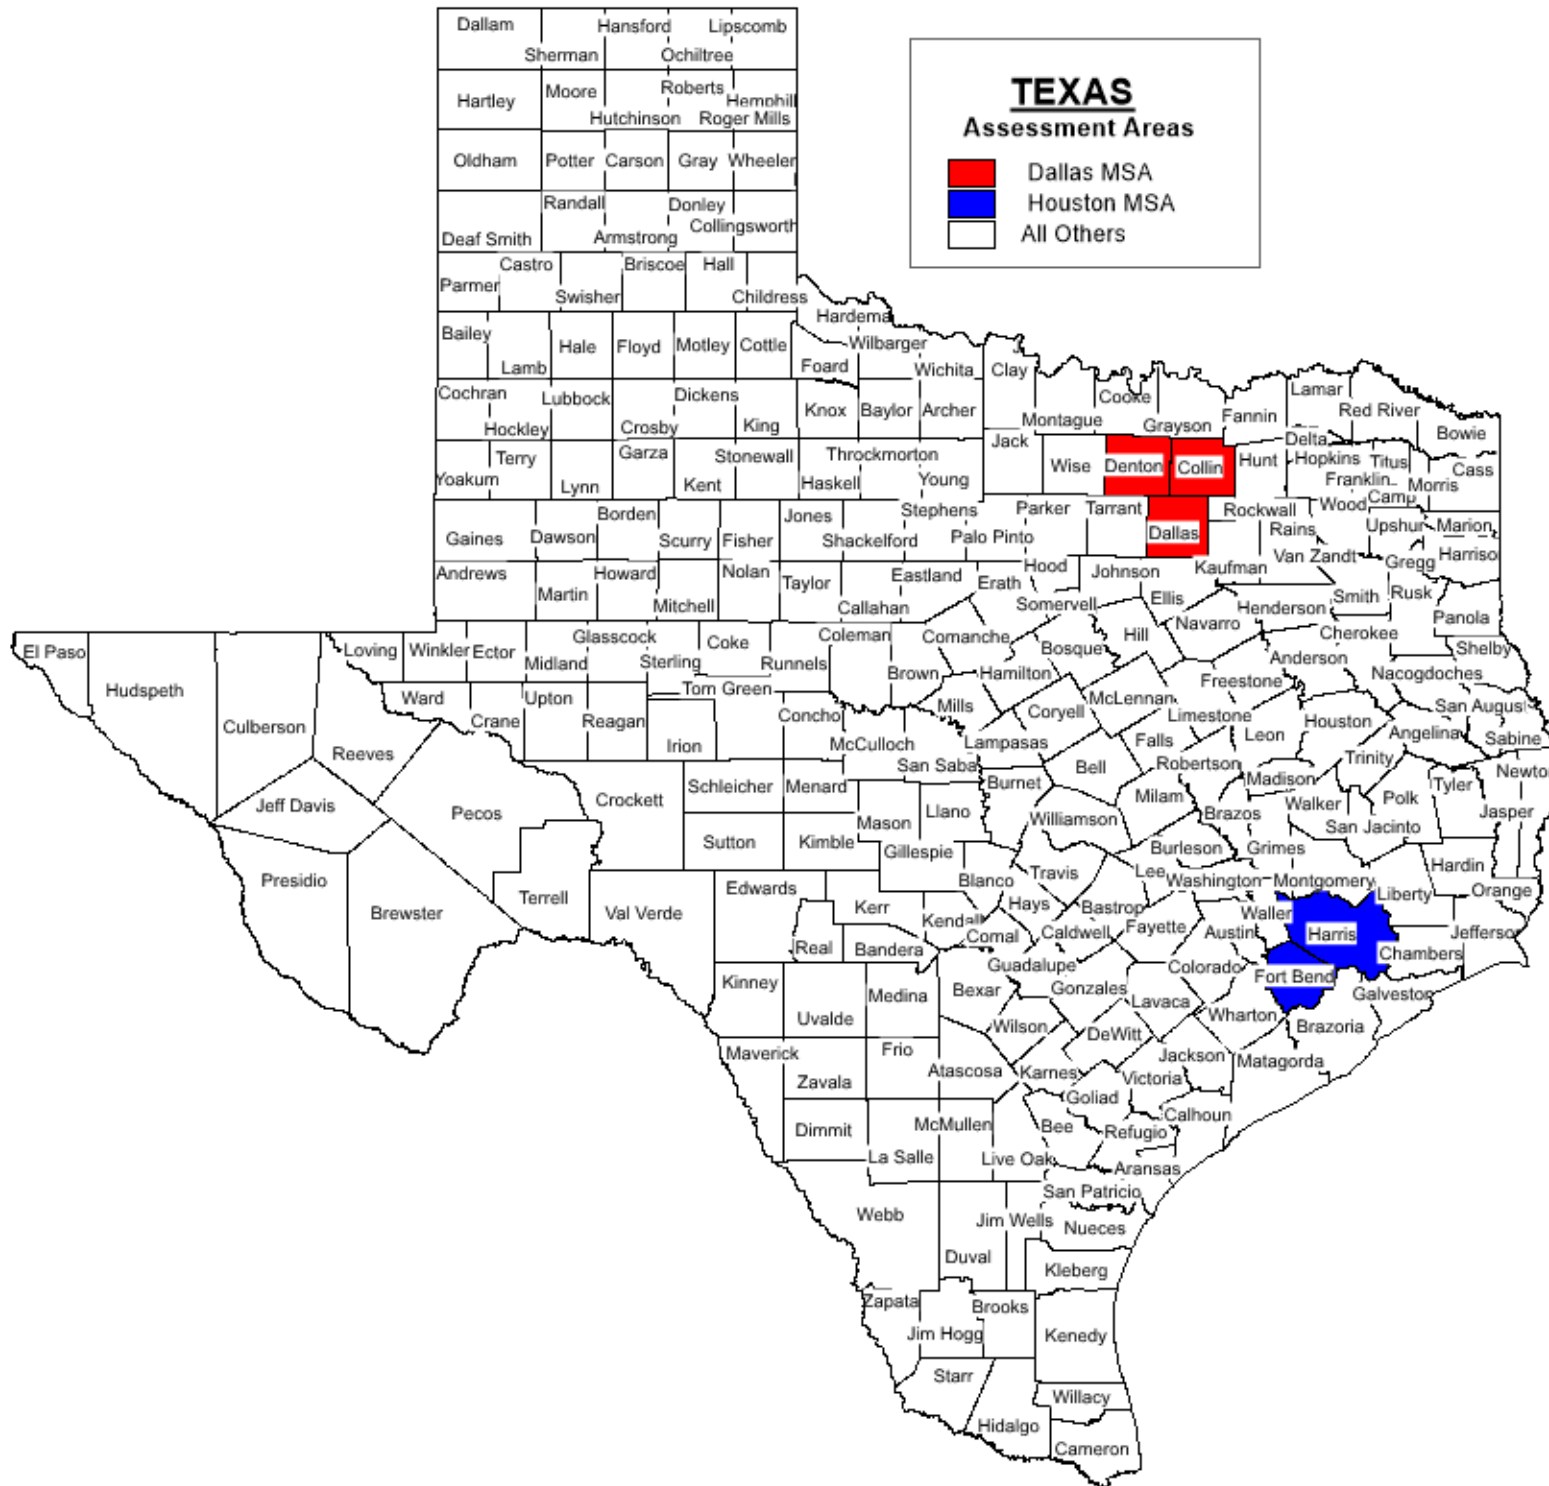 TEXAS
Assessment Areas
Dallas MSA
Houston MSA
All Others
Dallam
Hansford
Lipscomb
Sherman
Ochiltree
Hartley
Moore
Roberts
Hemphill
Hutchinson
Roger Mills
Oldham
Potter
Carson
Gray
Wheeler
Randall
Donley
Collingsworth
Deaf Smith
Armstrong
Castro
Briscoe
Hall
Parmer
Swisher
Childress
Hardema
Bailey
Hale
Floyd
Motley
Cottle
Wilbarger
Lamb
Foard
Wichita
Clay
Cochran
Lubbock
Dickens
Knox
Baylor
Archer
Montague
Cooke
Grayson
Fannin
Lamar
Red River
Bowie
Hockley
Crosby
King
Jack
Delta
Terry
Garza
Stonewall
Throckmorton
Wise
Denton
Collin
Hunt
Hopkins
Titus
Cass
Yoakum
Lynn
Kent
Haskell
Young
Franklin
Morris
Camp
Wood
Borden
Jones
Stephens
Parker
Tarrant
Rockwall
Rains
Upshur
Marion
Gaines
Dawson
Scurry
Fisher
Shackelford
Palo Pinto
Dallas
Van Zandt
Harriso
Gregg
Andrews
Howard
Nolan
Taylor
Eastland
Hood
Johnson
Kaufman
Martin
Mitchell
Callahan
Erath
Somervell
Ellis
Henderson
Smith
Rusk
Panola
El Paso
Loving
Winkler
Ector
Glasscock
Coke
Coleman
Comanche
Hill
Navarro
Cherokee
Shelby
Midland
Sterling
Runnels
Bosque
Hudspeth
Ward
Upton
Tom Green
Brown
Hamilton
Anderson
Nacogdoches
Freestone
Culberson
Crane
Reagan
Concho
Mills
McLennan
Coryell
Limestone
Houston
San August
Reeves
Irion
McCulloch
Lampasas
Falls
Leon
Angelina
Sabine
San Saba
Bell
Robertson
Trinity
Newto
Jeff Davis
Pecos
Crockett
Schleicher
Menard
Burnet
Milam
Madison
Tyler
Polk
Walker
Mason
Llano
Williamson
Brazos
San Jacinto
Jasper
Sutton
Kimble
Gillespie
Burleson
Grimes
Hardin
Presidio
Brewster
Terrell
Val Verde
Edwards
Blanco
Travis
Lee
Washington
Montgomery
Liberty
Orange
Kerr
Kendall
Hays
Bastrop
Waller
Comal
Caldwell
Fayette
Austin
Harris
Jefferso
Real
Bandera
Guadalupe
Colorado
Chambers
Kinney
Medina
Bexar
Gonzales
Fort Bend
Galveston
Uvalde
Wilson
Lavaca
Wharton
Brazoria
Maverick
Frio
Atascosa
Karnes
DeWitt
Jackson
Matagorda
Zavala
Victoria
Goliad
Calhoun
Dimmit
McMullen
Bee
Refugio
La Salle
Live Oak
Aransas
San Patricio
Webb
Jim Wells
Nueces
Duval
Kleberg
Zapata
Brooks
Jim Hogg
Kenedy
Starr
Willacy
Hidalgo
Cameron